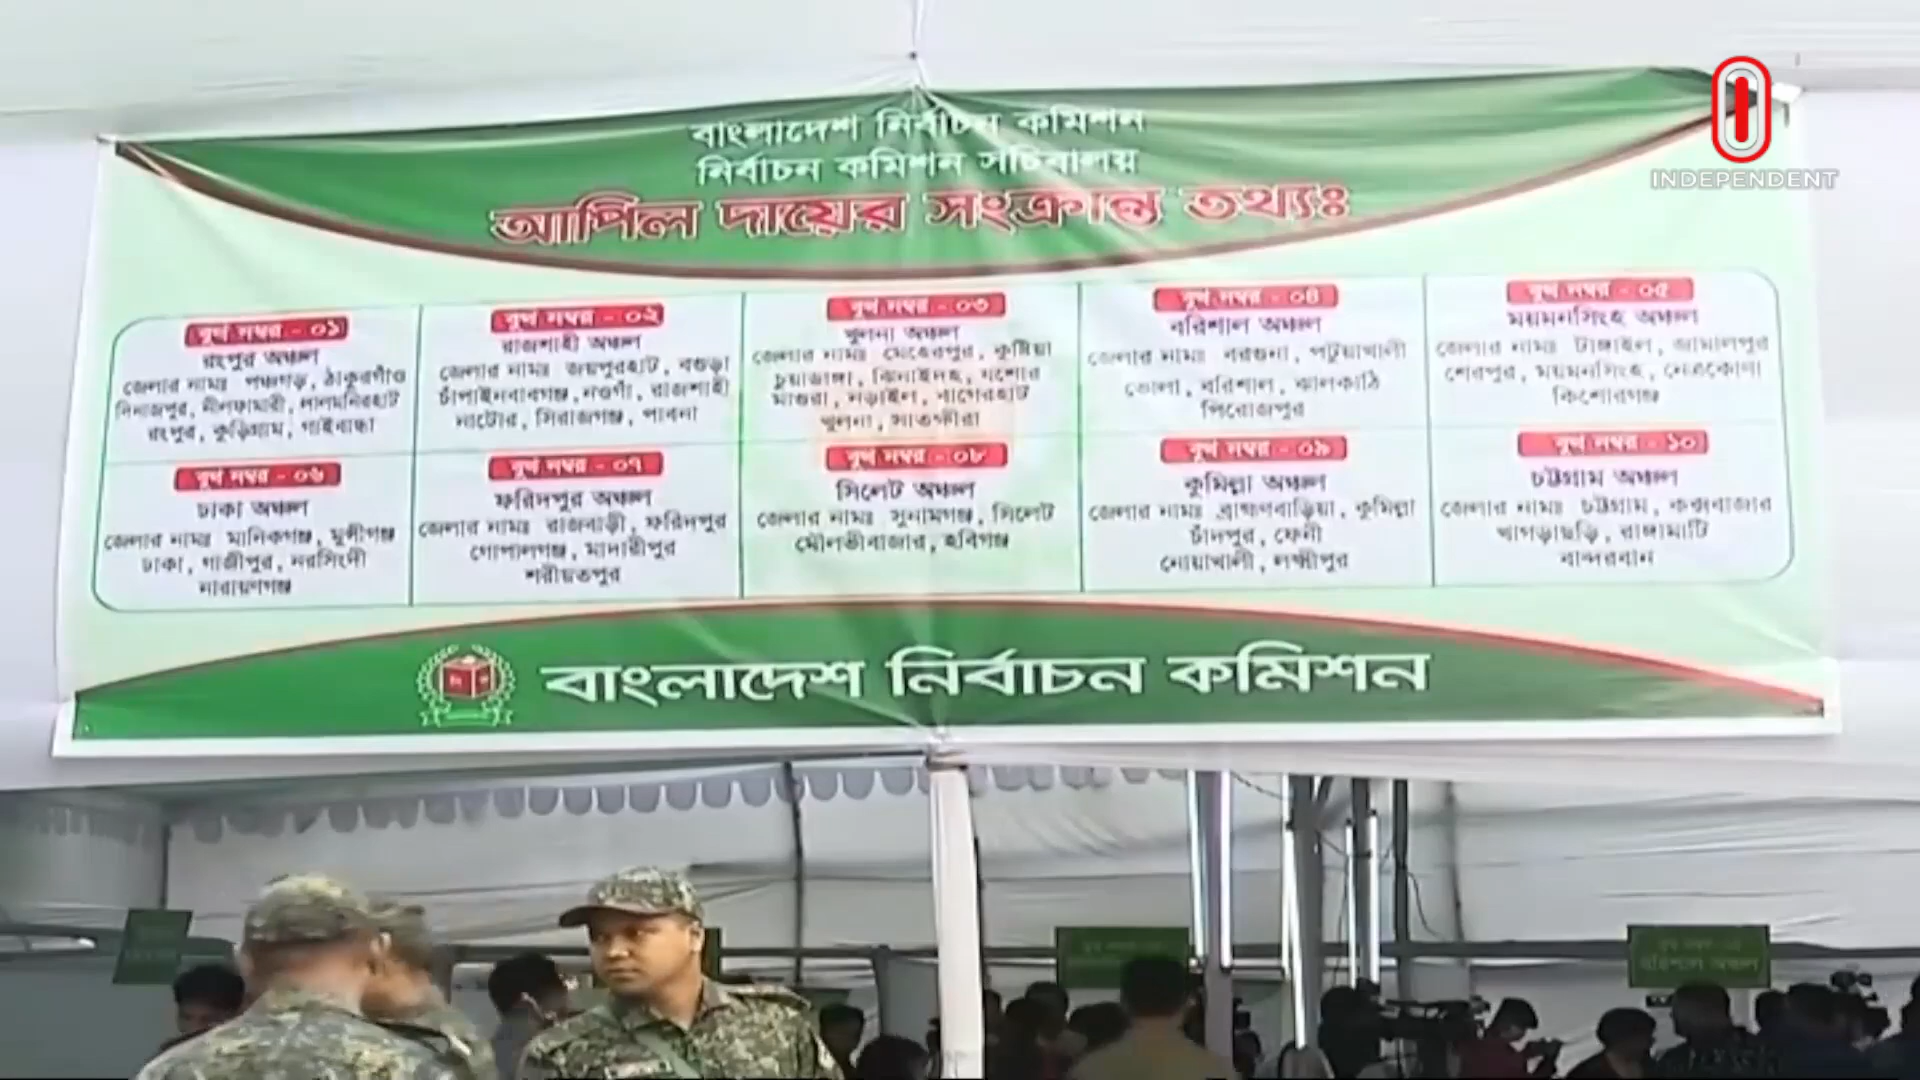 INDEPENDENT
বাংলাদেশ নির্বাচন কমিশন
নির্বাচন কমিশন সচিবালয়
আপিল দায়ের সংক্রান্ত তথ্যঃ
বুথ নম্বর - ০১
রংপুর অঞ্চল
জেলার নামঃ পঞ্চগড়, ঠাকুরগাঁও
দিনাজপুর, নীলফামারী, লালমনিরহাট
রংপুর, কুড়িগ্রাম, গাইবান্ধা
বুথ নম্বর - ০২
রাজশাহী অঞ্চল
জেলার নামঃ জয়পুরহাট, বগুড়া
চাঁপাইনবাবগঞ্জ, নওগাঁ, রাজশাহী
নাটোর, সিরাজগঞ্জ, পাবনা
বুথ নম্বর - ০৩
খুলনা অঞ্চল
জেলার নামঃ মেহেরপুর, কুষ্টিয়া
চুয়াডাঙ্গা, ঝিনাইদহ, যশোর
মাগুরা, নড়াইল, বাগেরহাট
খুলনা, সাতক্ষীরা
বুথ নম্বর - ০৪
বরিশাল অঞ্চল
জেলার নামঃ বরগুনা, পটুয়াখালী
ভোলা, বরিশাল, ঝালকাঠি
পিরোজপুর
বুথ নম্বর - ০৫
ময়মনসিংহ অঞ্চল
জেলার নামঃ টাঙ্গাইল, জামালপুর
শেরপুর, ময়মনসিংহ, নেত্রকোনা
কিশোরগঞ্জ
বুথ নম্বর - ০৬
ঢাকা অঞ্চল
জেলার নামঃ মানিকগঞ্জ, মুন্সীগঞ্জ
ঢাকা, গাজীপুর, নরসিংদী
নারায়ণগঞ্জ
বুথ নম্বর - ০৭
ফরিদপুর অঞ্চল
জেলার নামঃ রাজবাড়ী, ফরিদপুর
গোপালগঞ্জ, মাদারীপুর
শরীয়তপুর
বুথ নম্বর - ০৮
সিলেট অঞ্চল
জেলার নামঃ সুনামগঞ্জ, সিলেট
মৌলভীবাজার, হবিগঞ্জ
বুথ নম্বর - ০৯
কুমিল্লা অঞ্চল
জেলার নামঃ ব্রাহ্মণবাড়িয়া, কুমিল্লা
চাঁদপুর, ফেনী
নোয়াখালী, লক্ষ্মীপুর
বুথ নম্বর - ১০
চট্টগ্রাম অঞ্চল
জেলার নামঃ চট্টগ্রাম, কক্সবাজার
খাগড়াছড়ি, রাঙ্গামাটি
বান্দরবান
বাংলাদেশ নির্বাচন কমিশন
বরিশাল অঞ্চল